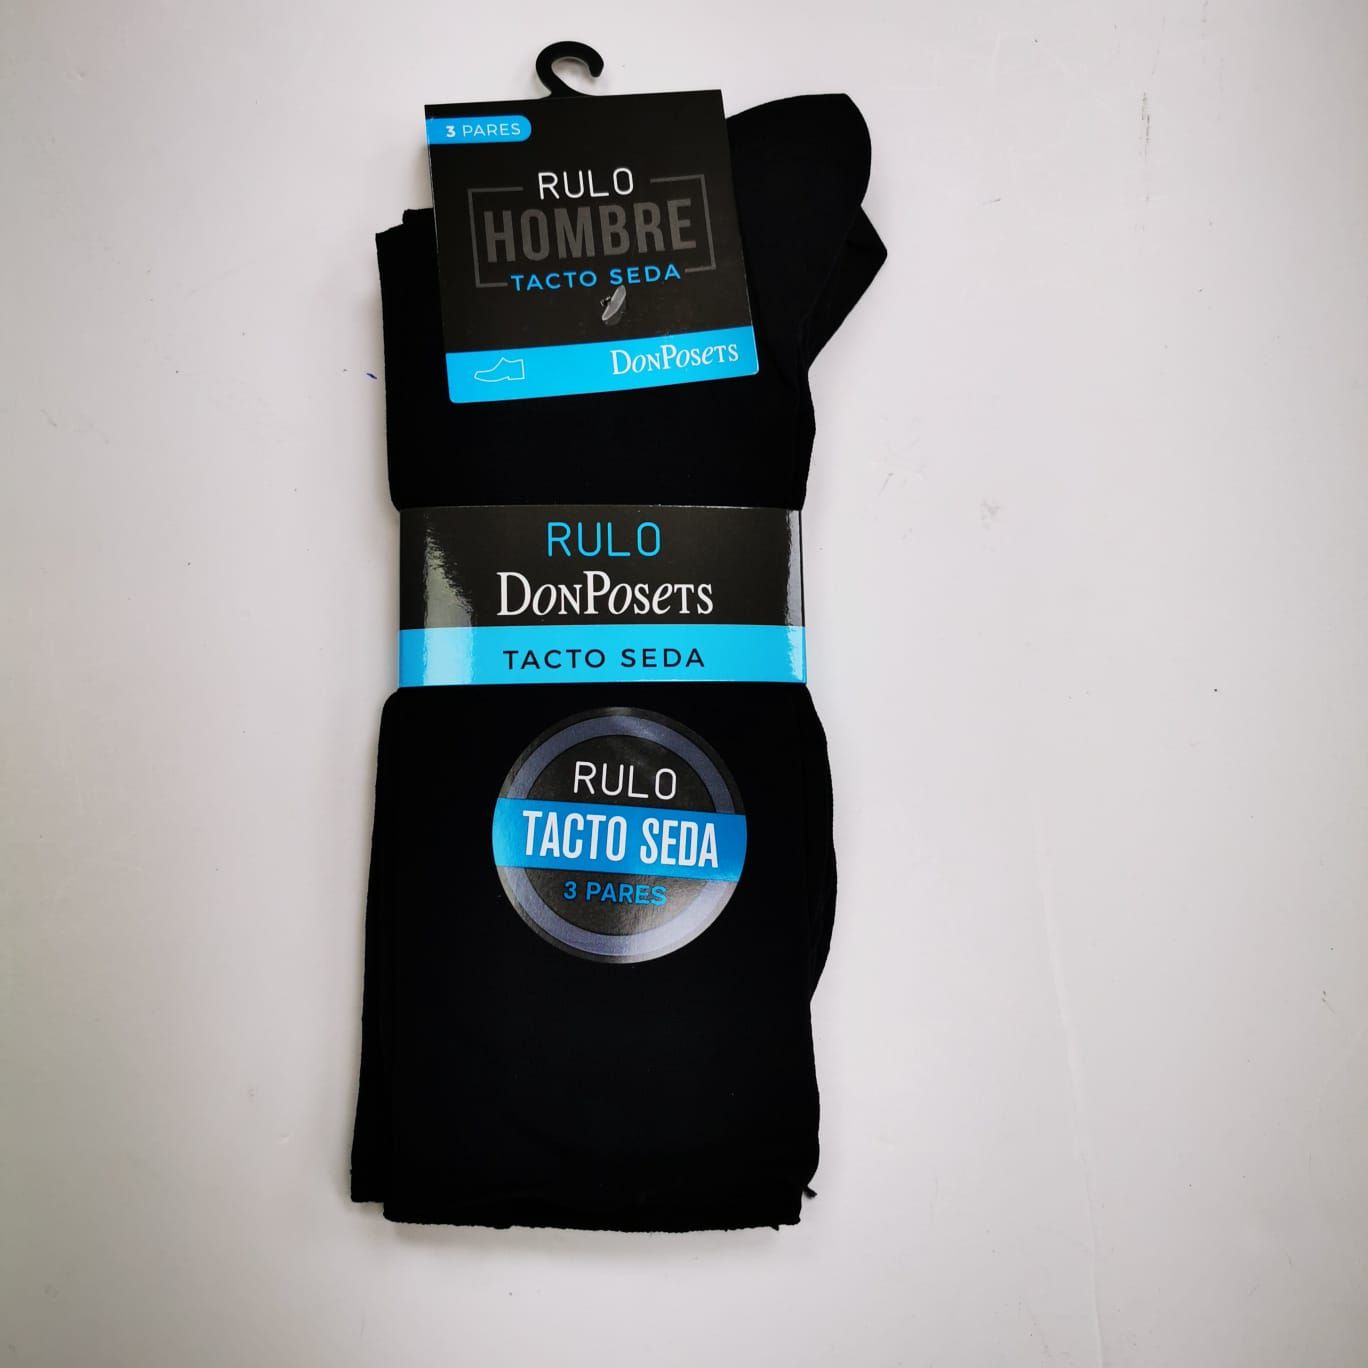 3 PARES
RULO
HOMBRE
TACTO SEDA
DonPosets
RULO
DonPosets
TACTO SEDA
RULO
TACTO SEDA
3 PARES